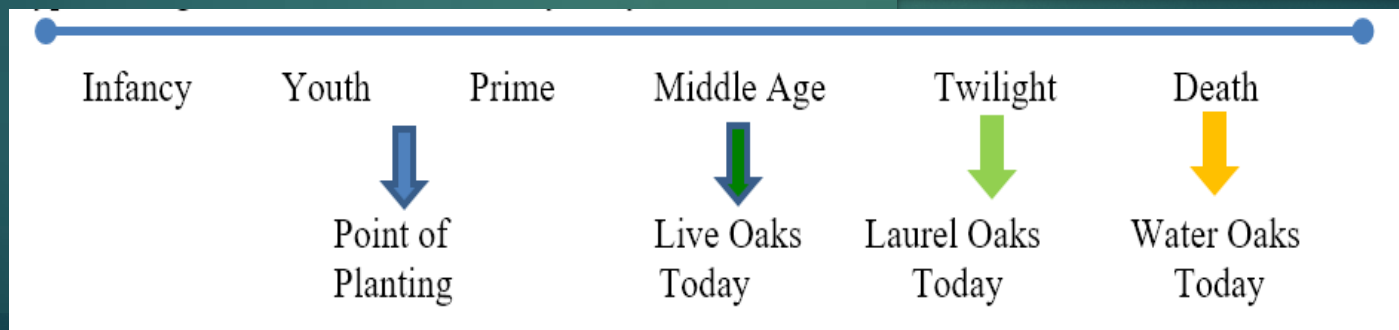 Infancy Youth Prime Middle Age Twilight Death
Point of Planting
Live Oaks Today
Laurel Oaks Today
Water Oaks Today